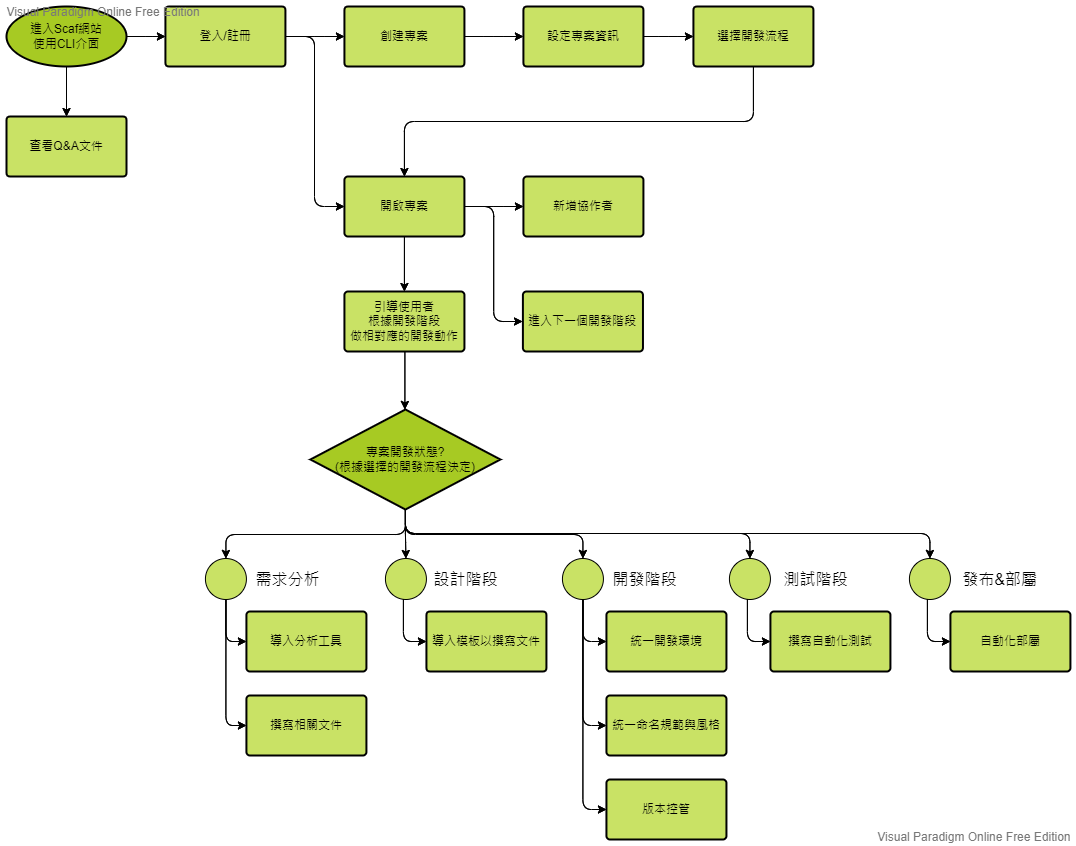 Visual Paradigm Online Free Edition
進入Scaf網站
使用CLI介面
登入/註冊
創建專案
設定專案資訊
選擇開發流程
查看Q&A文件
開啟專案
新增協作者
引導使用者
根據開發階段
做相對應的開發動作
進入下一個開發階段
專案開發狀態?
(根據選擇的開發流程決定)
需求分析
設計階段
開發階段
測試階段
發布&部屬
導入分析工具
導入模板以撰寫文件
統一開發環境
撰寫自動化測試
自動化部屬
撰寫相關文件
統一命名規範與風格
版本控管
Visual Paradigm Online Free Edition